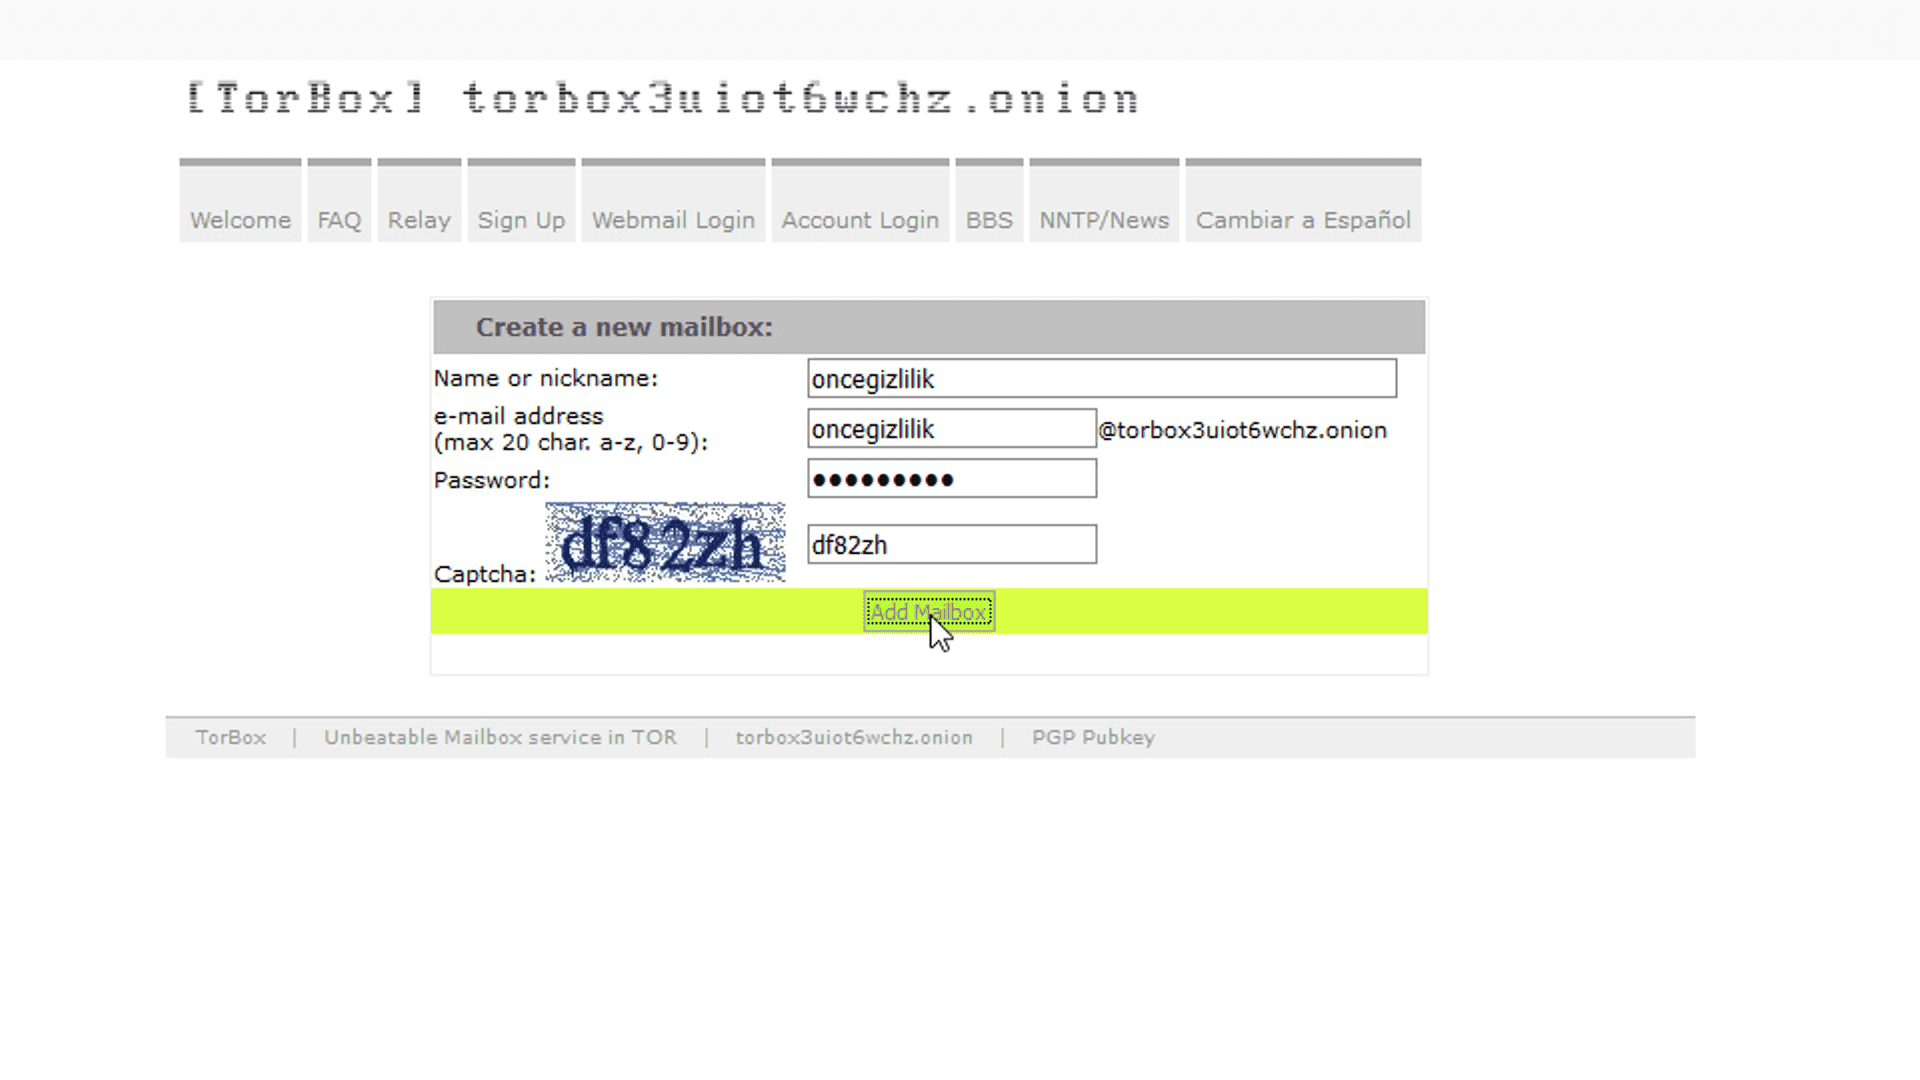 [TorBox] torbox3uiot6wchz.onion
Welcome FAQ Relay Sign Up Webmail Login Account Login BBS NNTP/News Cambiar a Español
Create a new mailbox:
Name or nickname: oncegizlilik
e-mail address
(max 20 char. a-z, 0-9): oncegizlilik @torbox3uiot6wchz.onion
Password: •••••••••
Captcha: df82zh df82zh
Add Mailbox
TorBox | Unbeatable Mailbox service in TOR | torbox3uiot6wchz.onion | PGP Pubkey